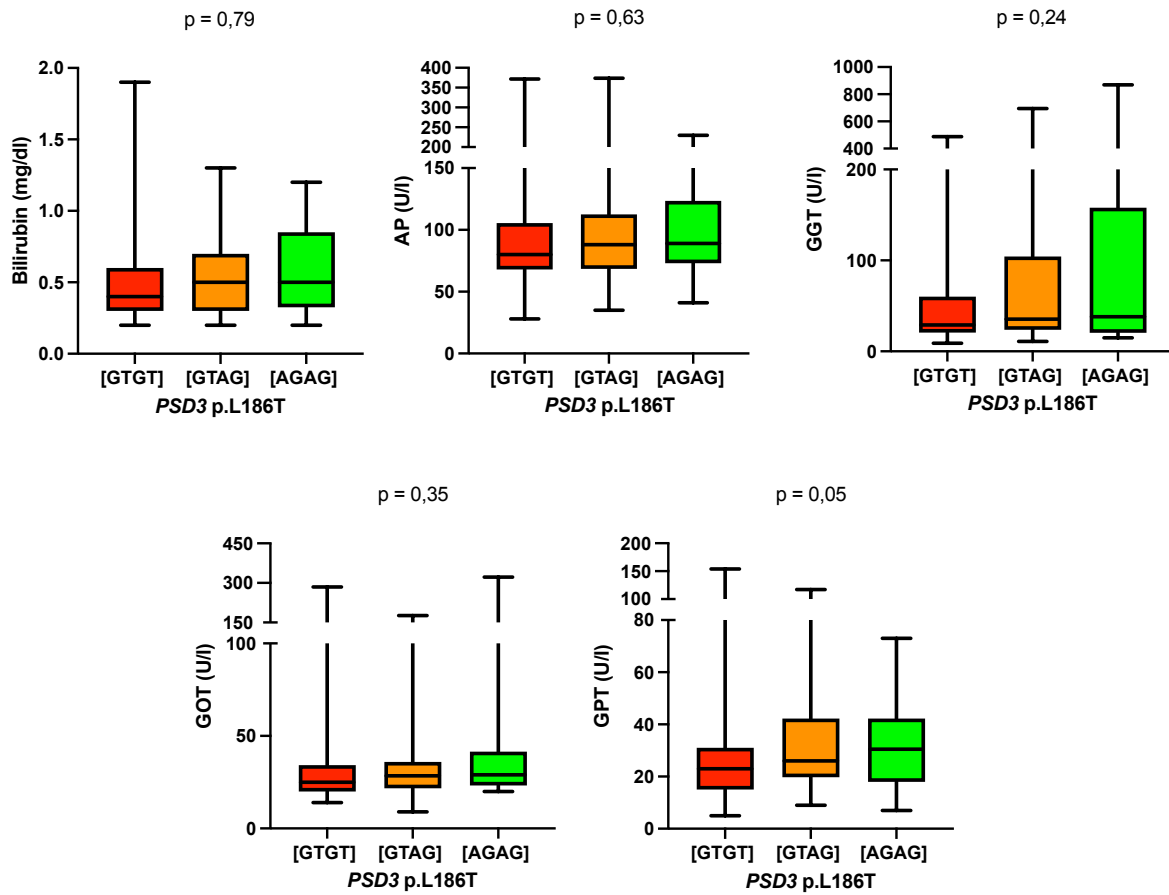 p = 0,79
p = 0,63
p = 0,24
Bilirubin (mg/dl)
2.0
1.5
1.0
0.5
0.0
[GTGT] [GTAG] [AGAG]
PSD3 p.L186T
AP (U/l)
400
350
300
250
200
150
100
50
0
[GTGT] [GTAG] [AGAG]
PSD3 p.L186T
GGT (U/l)
1000
800
600
400
200
100
0
[GTGT] [GTAG] [AGAG]
PSD3 p.L186T
p = 0,35
p = 0,05
GOT (U/l)
450
300
150
100
50
0
[GTGT] [GTAG] [AGAG]
PSD3 p.L186T
GPT (U/l)
200
150
100
80
60
40
20
0
[GTGT] [GTAG] [AGAG]
PSD3 p.L186T